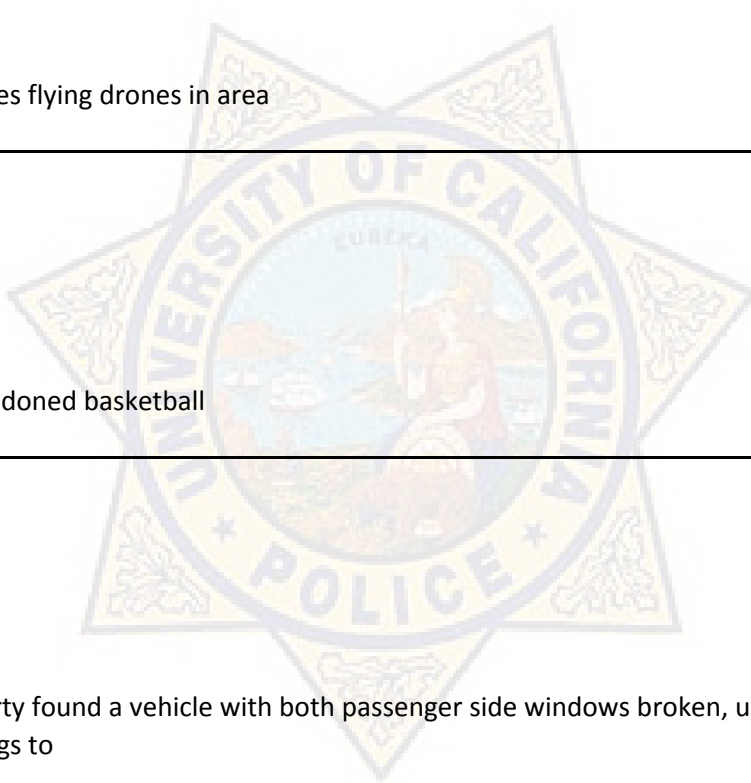 es flying drones in area
UNIVERSITY OF CALIFORNIA
EUREKA
doned basketball
POLICE
rty found a vehicle with both passenger side windows broken, u
gs to